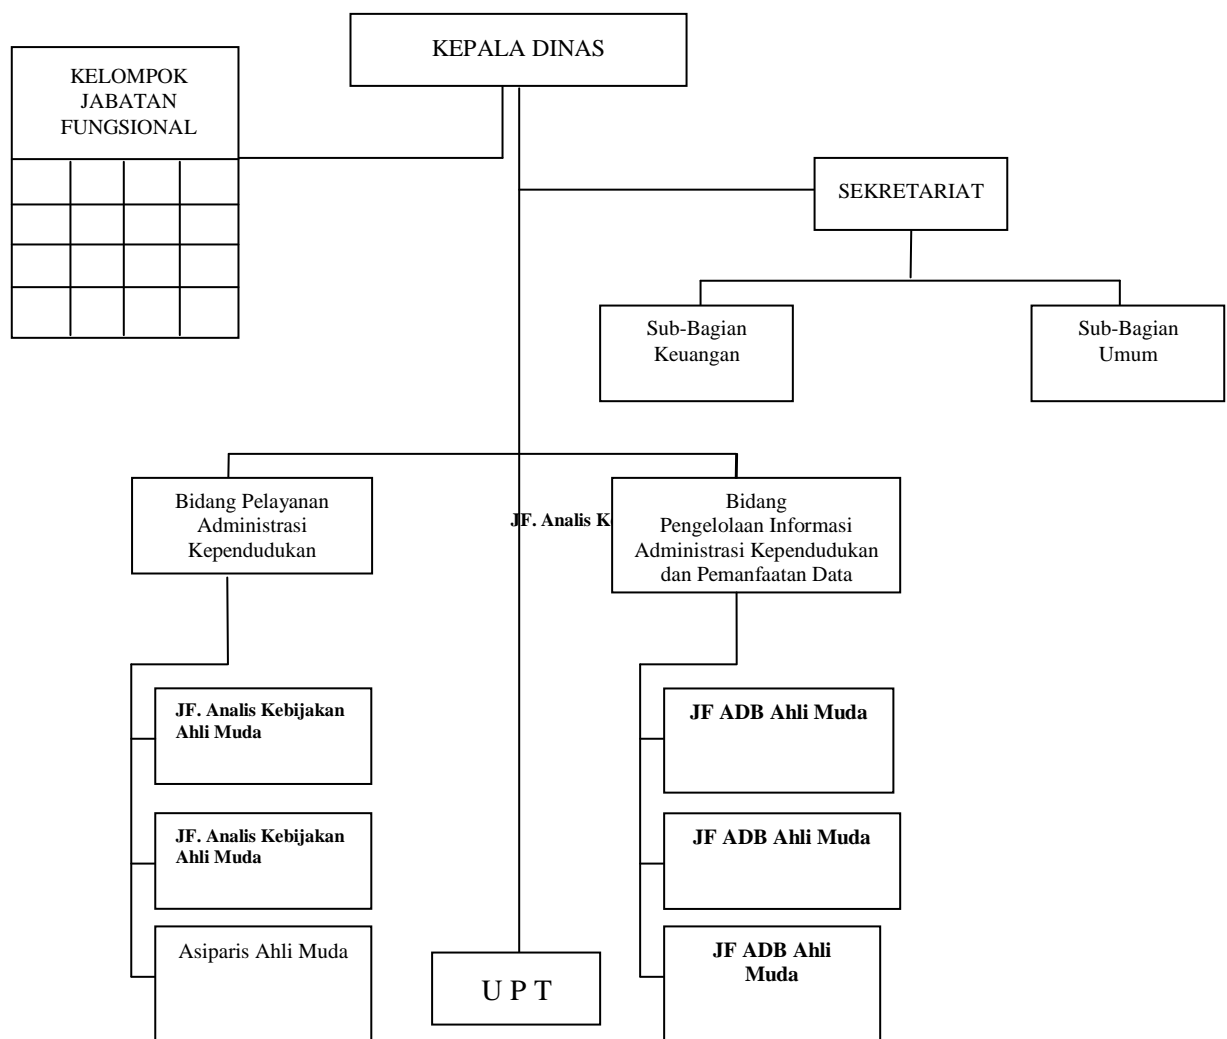 KEPALA DINAS
KELOMPOK
JABATAN
FUNGSIONAL
SEKRETARIAT
Sub-Bagian
Keuangan
Sub-Bagian
Umum
Bidang Pelayanan
Administrasi
Kependudukan
JF. Analis K
Bidang
Pengelolaan Informasi
Administrasi Kependudukan
dan Pemanfaatan Data
JF. Analis Kebijakan
Ahli Muda
JF ADB Ahli Muda
JF. Analis Kebijakan
Ahli Muda
JF ADB Ahli Muda
Asiparis Ahli Muda
U P T
JF ADB Ahli
Muda